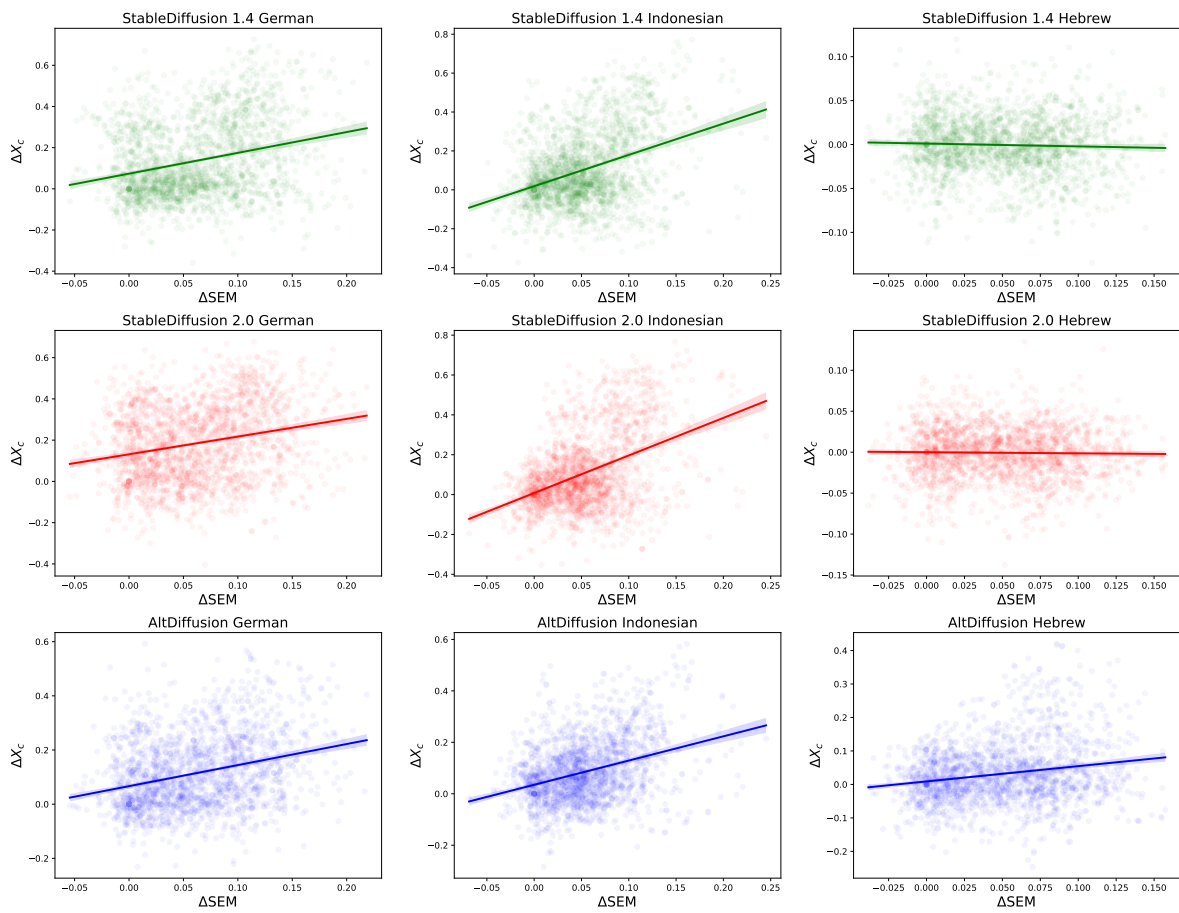 StableDiffusion 1.4 German
0.6
0.4
0.2
0.0
−0.2
−0.4
ΔX_c
−0.05 0.00 0.05 0.10 0.15 0.20
ΔSEM
StableDiffusion 1.4 Indonesian
0.8
0.6
0.4
0.2
0.0
−0.2
−0.4
ΔX_c
−0.05 0.00 0.05 0.10 0.15 0.20 0.25
ΔSEM
StableDiffusion 1.4 Hebrew
0.10
0.05
0.00
−0.05
−0.10
ΔX_c
−0.025 0.000 0.025 0.050 0.075 0.100 0.125 0.150
ΔSEM
StableDiffusion 2.0 German
0.6
0.4
0.2
0.0
−0.2
−0.4
ΔX_c
−0.05 0.00 0.05 0.10 0.15 0.20
ΔSEM
StableDiffusion 2.0 Indonesian
0.8
0.6
0.4
0.2
0.0
−0.2
−0.4
ΔX_c
−0.05 0.00 0.05 0.10 0.15 0.20 0.25
ΔSEM
StableDiffusion 2.0 Hebrew
0.10
0.05
0.00
−0.05
−0.10
−0.15
ΔX_c
−0.025 0.000 0.025 0.050 0.075 0.100 0.125 0.150
ΔSEM
AltDiffusion German
0.6
0.4
0.2
0.0
−0.2
ΔX_c
−0.05 0.00 0.05 0.10 0.15 0.20
ΔSEM
AltDiffusion Indonesian
0.6
0.4
0.2
0.0
−0.2
ΔX_c
−0.05 0.00 0.05 0.10 0.15 0.20 0.25
ΔSEM
AltDiffusion Hebrew
0.4
0.3
0.2
0.1
0.0
−0.1
−0.2
ΔX_c
−0.025 0.000 0.025 0.050 0.075 0.100 0.125 0.150
ΔSEM